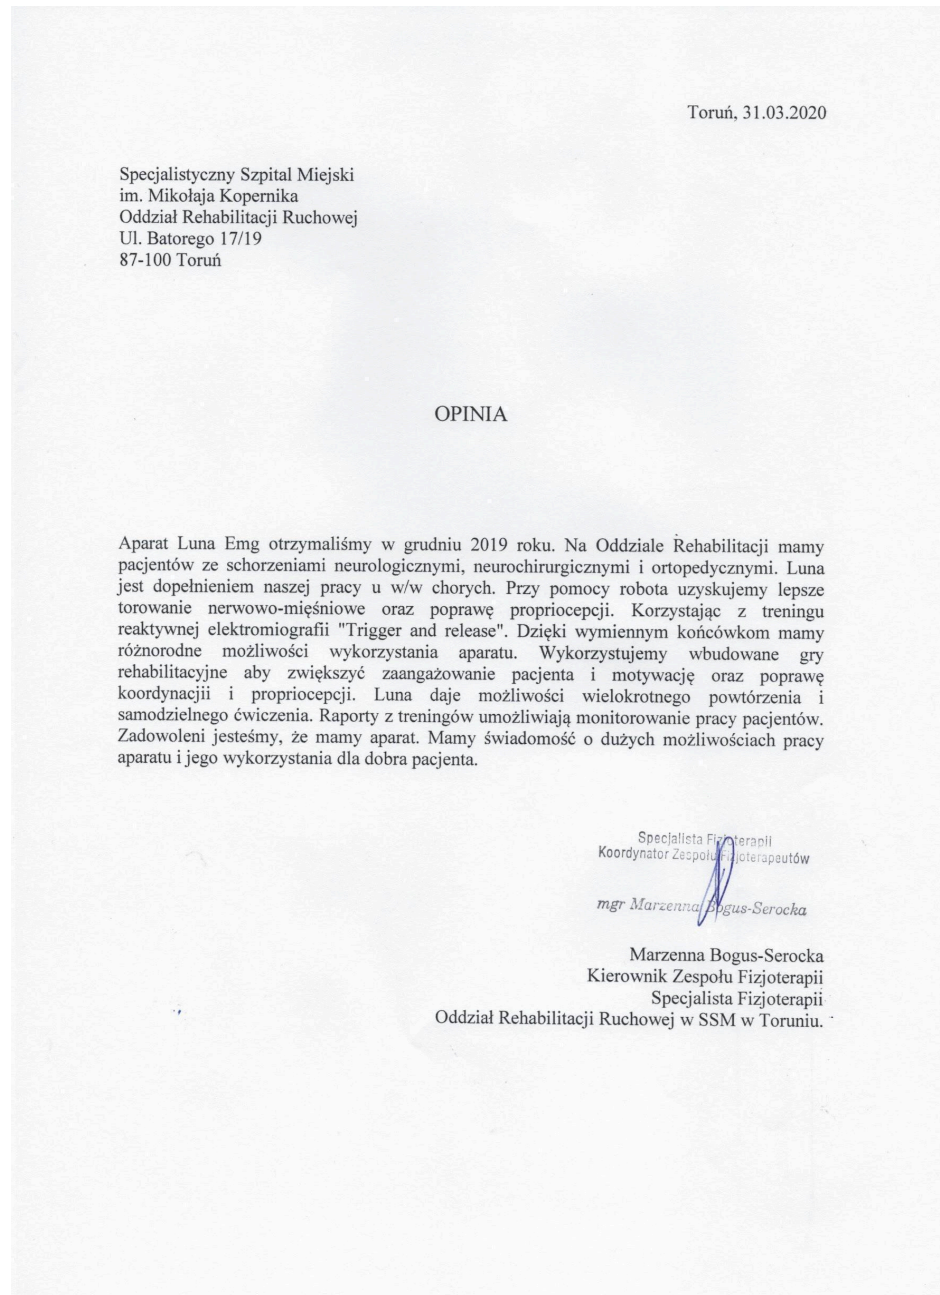 Toruń, 31.03.2020
Specjalistyczny Szpital Miejski
im. Mikołaja Kopernika
Oddział Rehabilitacji Ruchowej
Ul. Batorego 17/19
87-100 Toruń
OPINIA
Aparat Luna Emg otrzymaliśmy w grudniu 2019 roku. Na Oddziale Rehabilitacji mamy
pacjentów ze schorzeniami neurologicznymi, neurochirurgicznymi i ortopedycznymi. Luna
jest dopełnieniem naszej pracy u w/w chorych. Przy pomocy robota uzyskujemy lepsze
torowanie nerwowo-mięśniowe oraz poprawę propriocepcji. Korzystając z treningu
reaktywnej elektromiografii "Trigger and release". Dzięki wymiennym końcówkom mamy
różnorodne możliwości wykorzystania aparatu. Wykorzystujemy wbudowane gry
rehabilitacyjne aby zwiększyć zaangażowanie pacjenta i motywację oraz poprawę
koordynacjii i propriocepcji. Luna daje możliwości wielokrotnego powtórzenia i
samodzielnego ćwiczenia. Raporty z treningów umożliwiają monitorowanie pracy pacjentów.
Zadowoleni jesteśmy, że mamy aparat. Mamy świadomość o dużych możliwościach pracy
aparatu i jego wykorzystania dla dobra pacjenta.
Specjalista Fizjoterapii
Koordynator Zespołu Fizjoterapeutów
mgr Marzenna Bogus-Serocka
Marzenna Bogus-Serocka
Kierownik Zespołu Fizjoterapii
Specjalista Fizjoterapii
Oddział Rehabilitacji Ruchowej w SSM w Toruniu.